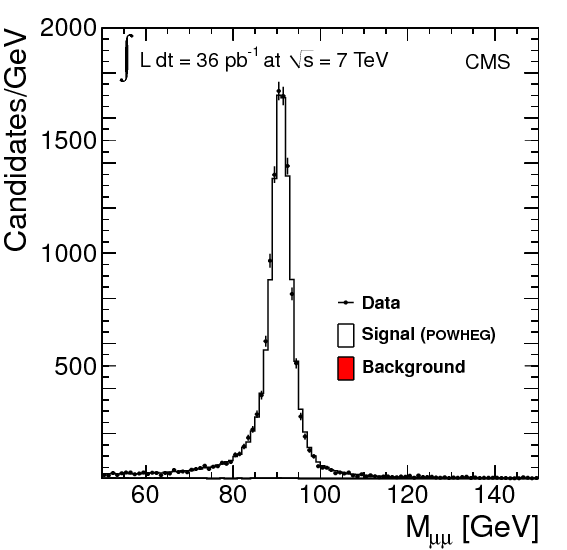 2000
∫ L dt = 36 pb⁻¹ at √s = 7 TeV
CMS
Candidates/GeV
1500
1000
500
Data
Signal (POWHEG)
Background
60 80 100 120 140
Mμμ [GeV]